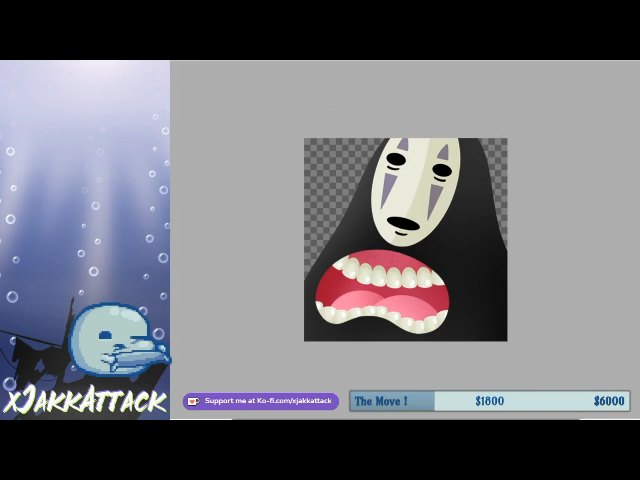 xJakkAttack
Support me at Ko-fi.com/xjakkattack
The Move ! $1800 $6000